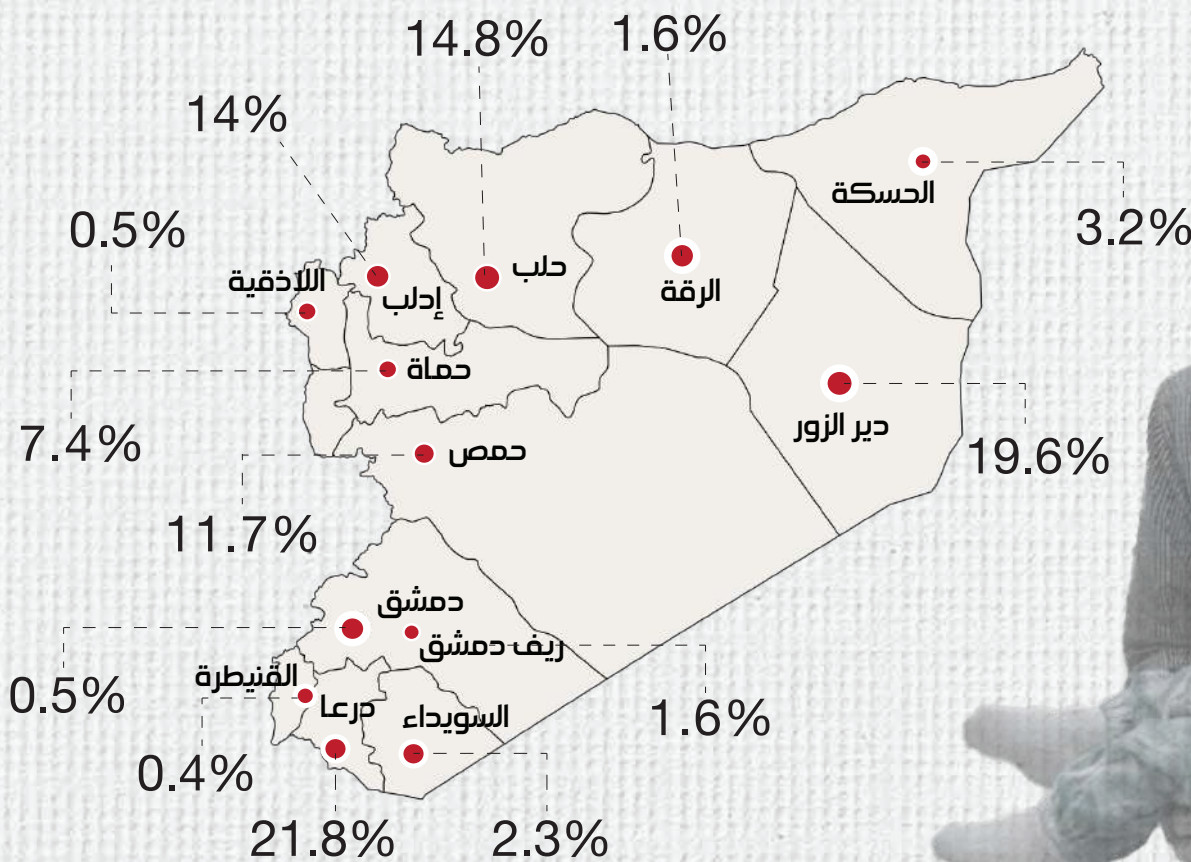 14.8%
1.6%
14%
الحسكة
3.2%
0.5%
اللاذقية
إدلب
حلب
الرقة
حماة
7.4%
دير الزور
19.6%
حمص
11.7%
دمشق
ريف دمشق
0.5%
1.6%
القنيطرة
درعا
السويداء
0.4%
21.8%
2.3%